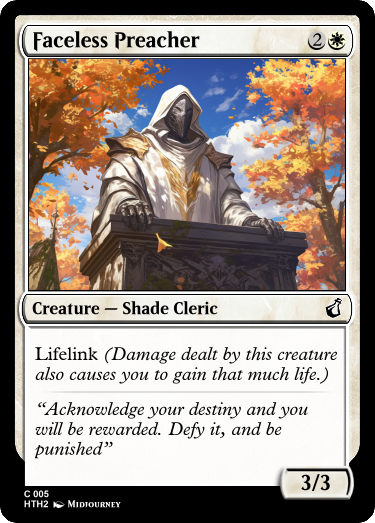 Faceless Preacher 2
Creature — Shade Cleric
Lifelink (Damage dealt by this creature
also causes you to gain that much life.)
“Acknowledge your destiny and you
will be rewarded. Defy it, and be
punished”
3/3
C 005
HTH2 Midjourney